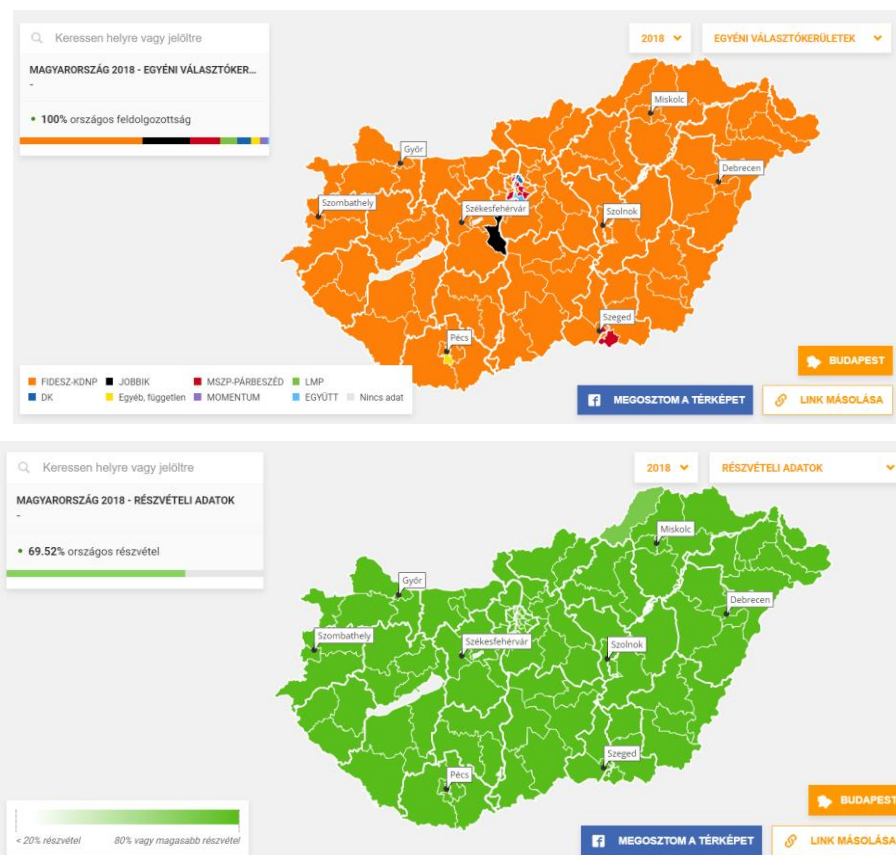 Keressen helyre vagy jelöltre
2018
EGYÉNI VÁLASZTÓKERÜLETEK
MAGYARORSZÁG 2018 - EGYÉNI VÁLASZTÓKER...
-
100% országos feldolgozottság
Miskolc
Győr
Debrecen
Szombathely
Székesfehérvár
Szolnok
Szeged
Pécs
BUDAPEST
FIDESZ-KDNP JOBBIK MSZP-PÁRBESZÉD LMP
DK Egyéb, független MOMENTUM EGYÜTT Nincs adat
MEGOSZTOM A TÉRKÉPET
LINK MÁSOLÁSA
Keressen helyre vagy jelöltre
2018
RÉSZVÉTELI ADATOK
MAGYARORSZÁG 2018 - RÉSZVÉTELI ADATOK
-
69.52% országos részvétel
Miskolc
Győr
Debrecen
Szombathely
Székesfehérvár
Szolnok
Szeged
Pécs
BUDAPEST
< 20% részvétel 80% vagy magasabb részvétel
MEGOSZTOM A TÉRKÉPET
LINK MÁSOLÁSA